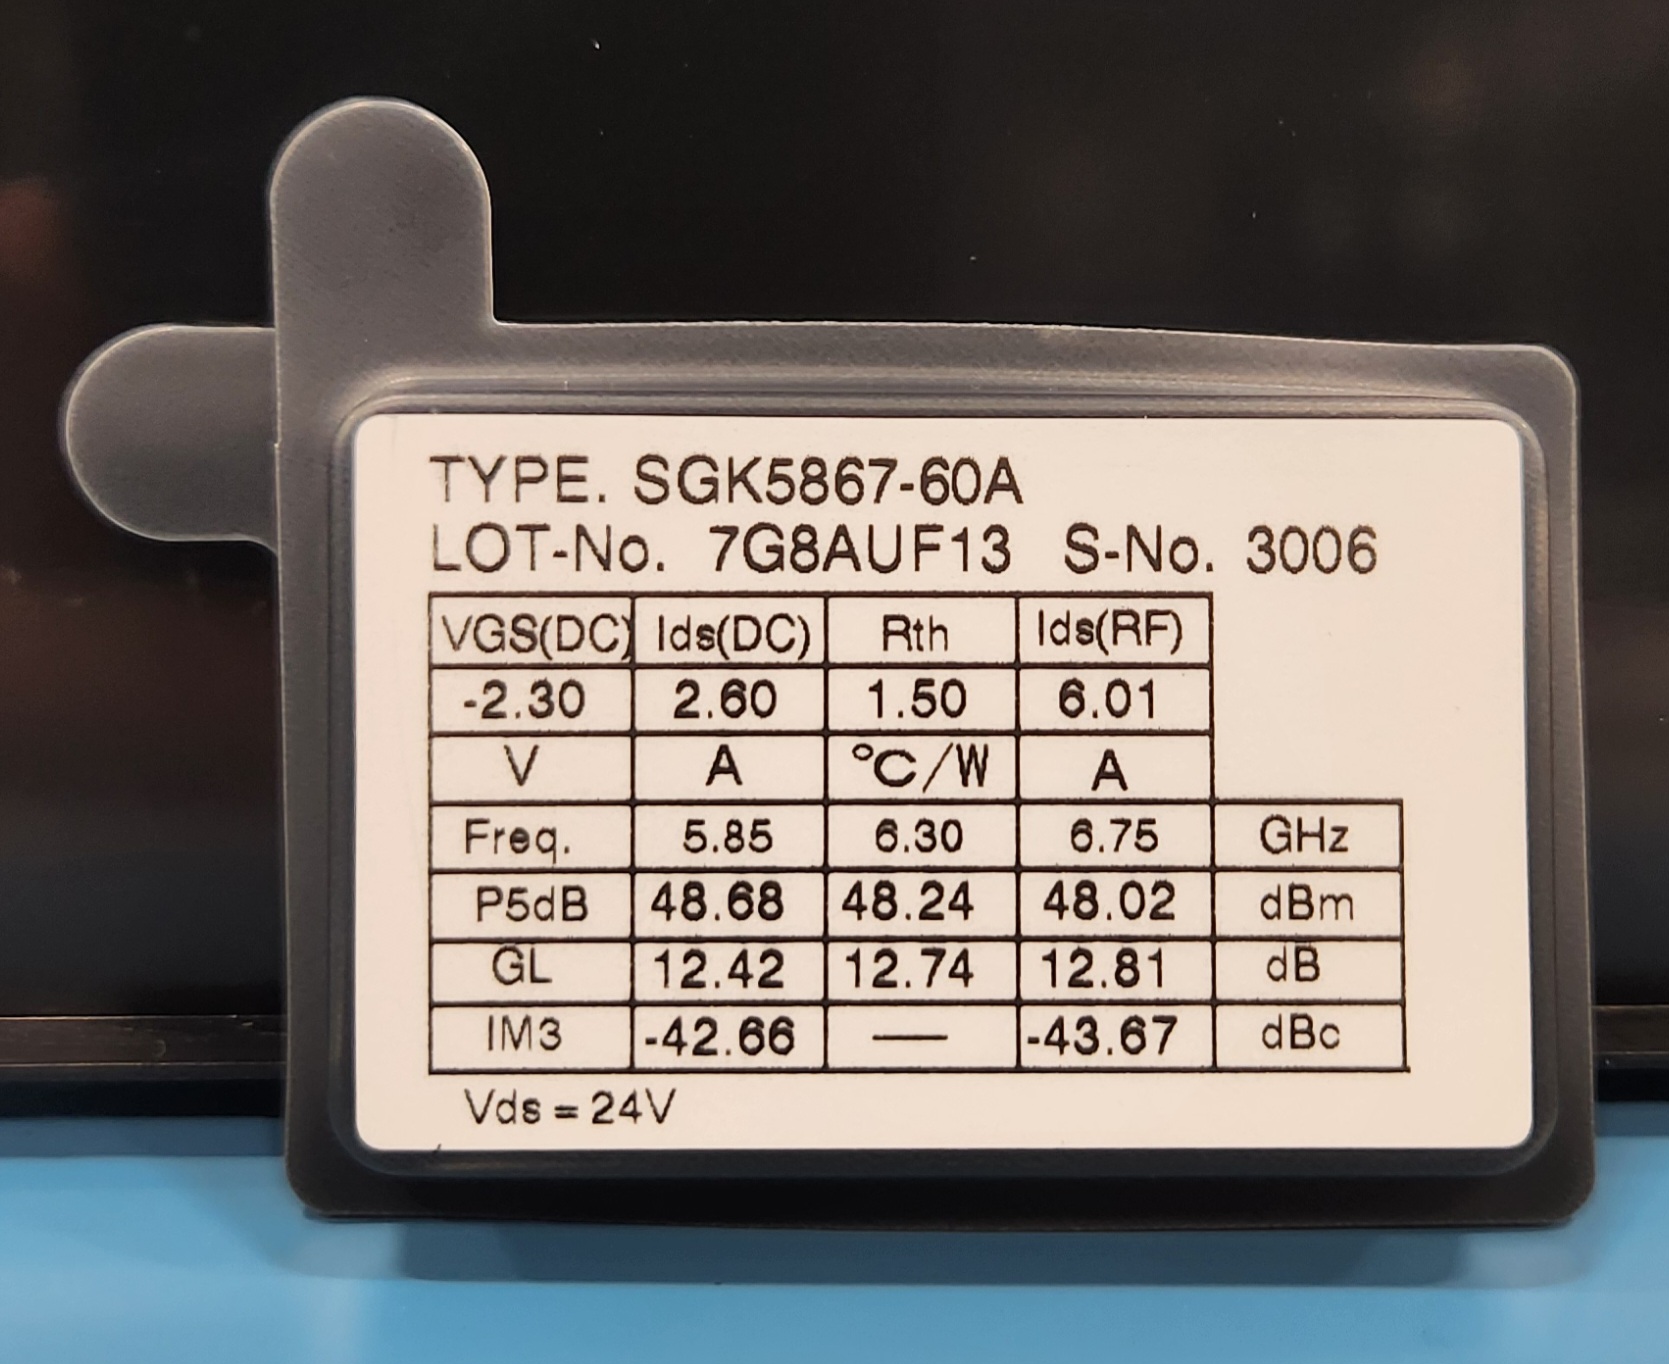 TYPE. SGK5867-60A
LOT-No. 7G8AUF13 S-No. 3006
VGS(DC) Ids(DC) Rth Ids(RF)
-2.30 2.60 1.50 6.01
V A °C/W A
Freq. 5.85 6.30 6.75 GHz
P5dB 48.68 48.24 48.02 dBm
GL 12.42 12.74 12.81 dB
IM3 -42.66 — -43.67 dBc
Vds = 24V